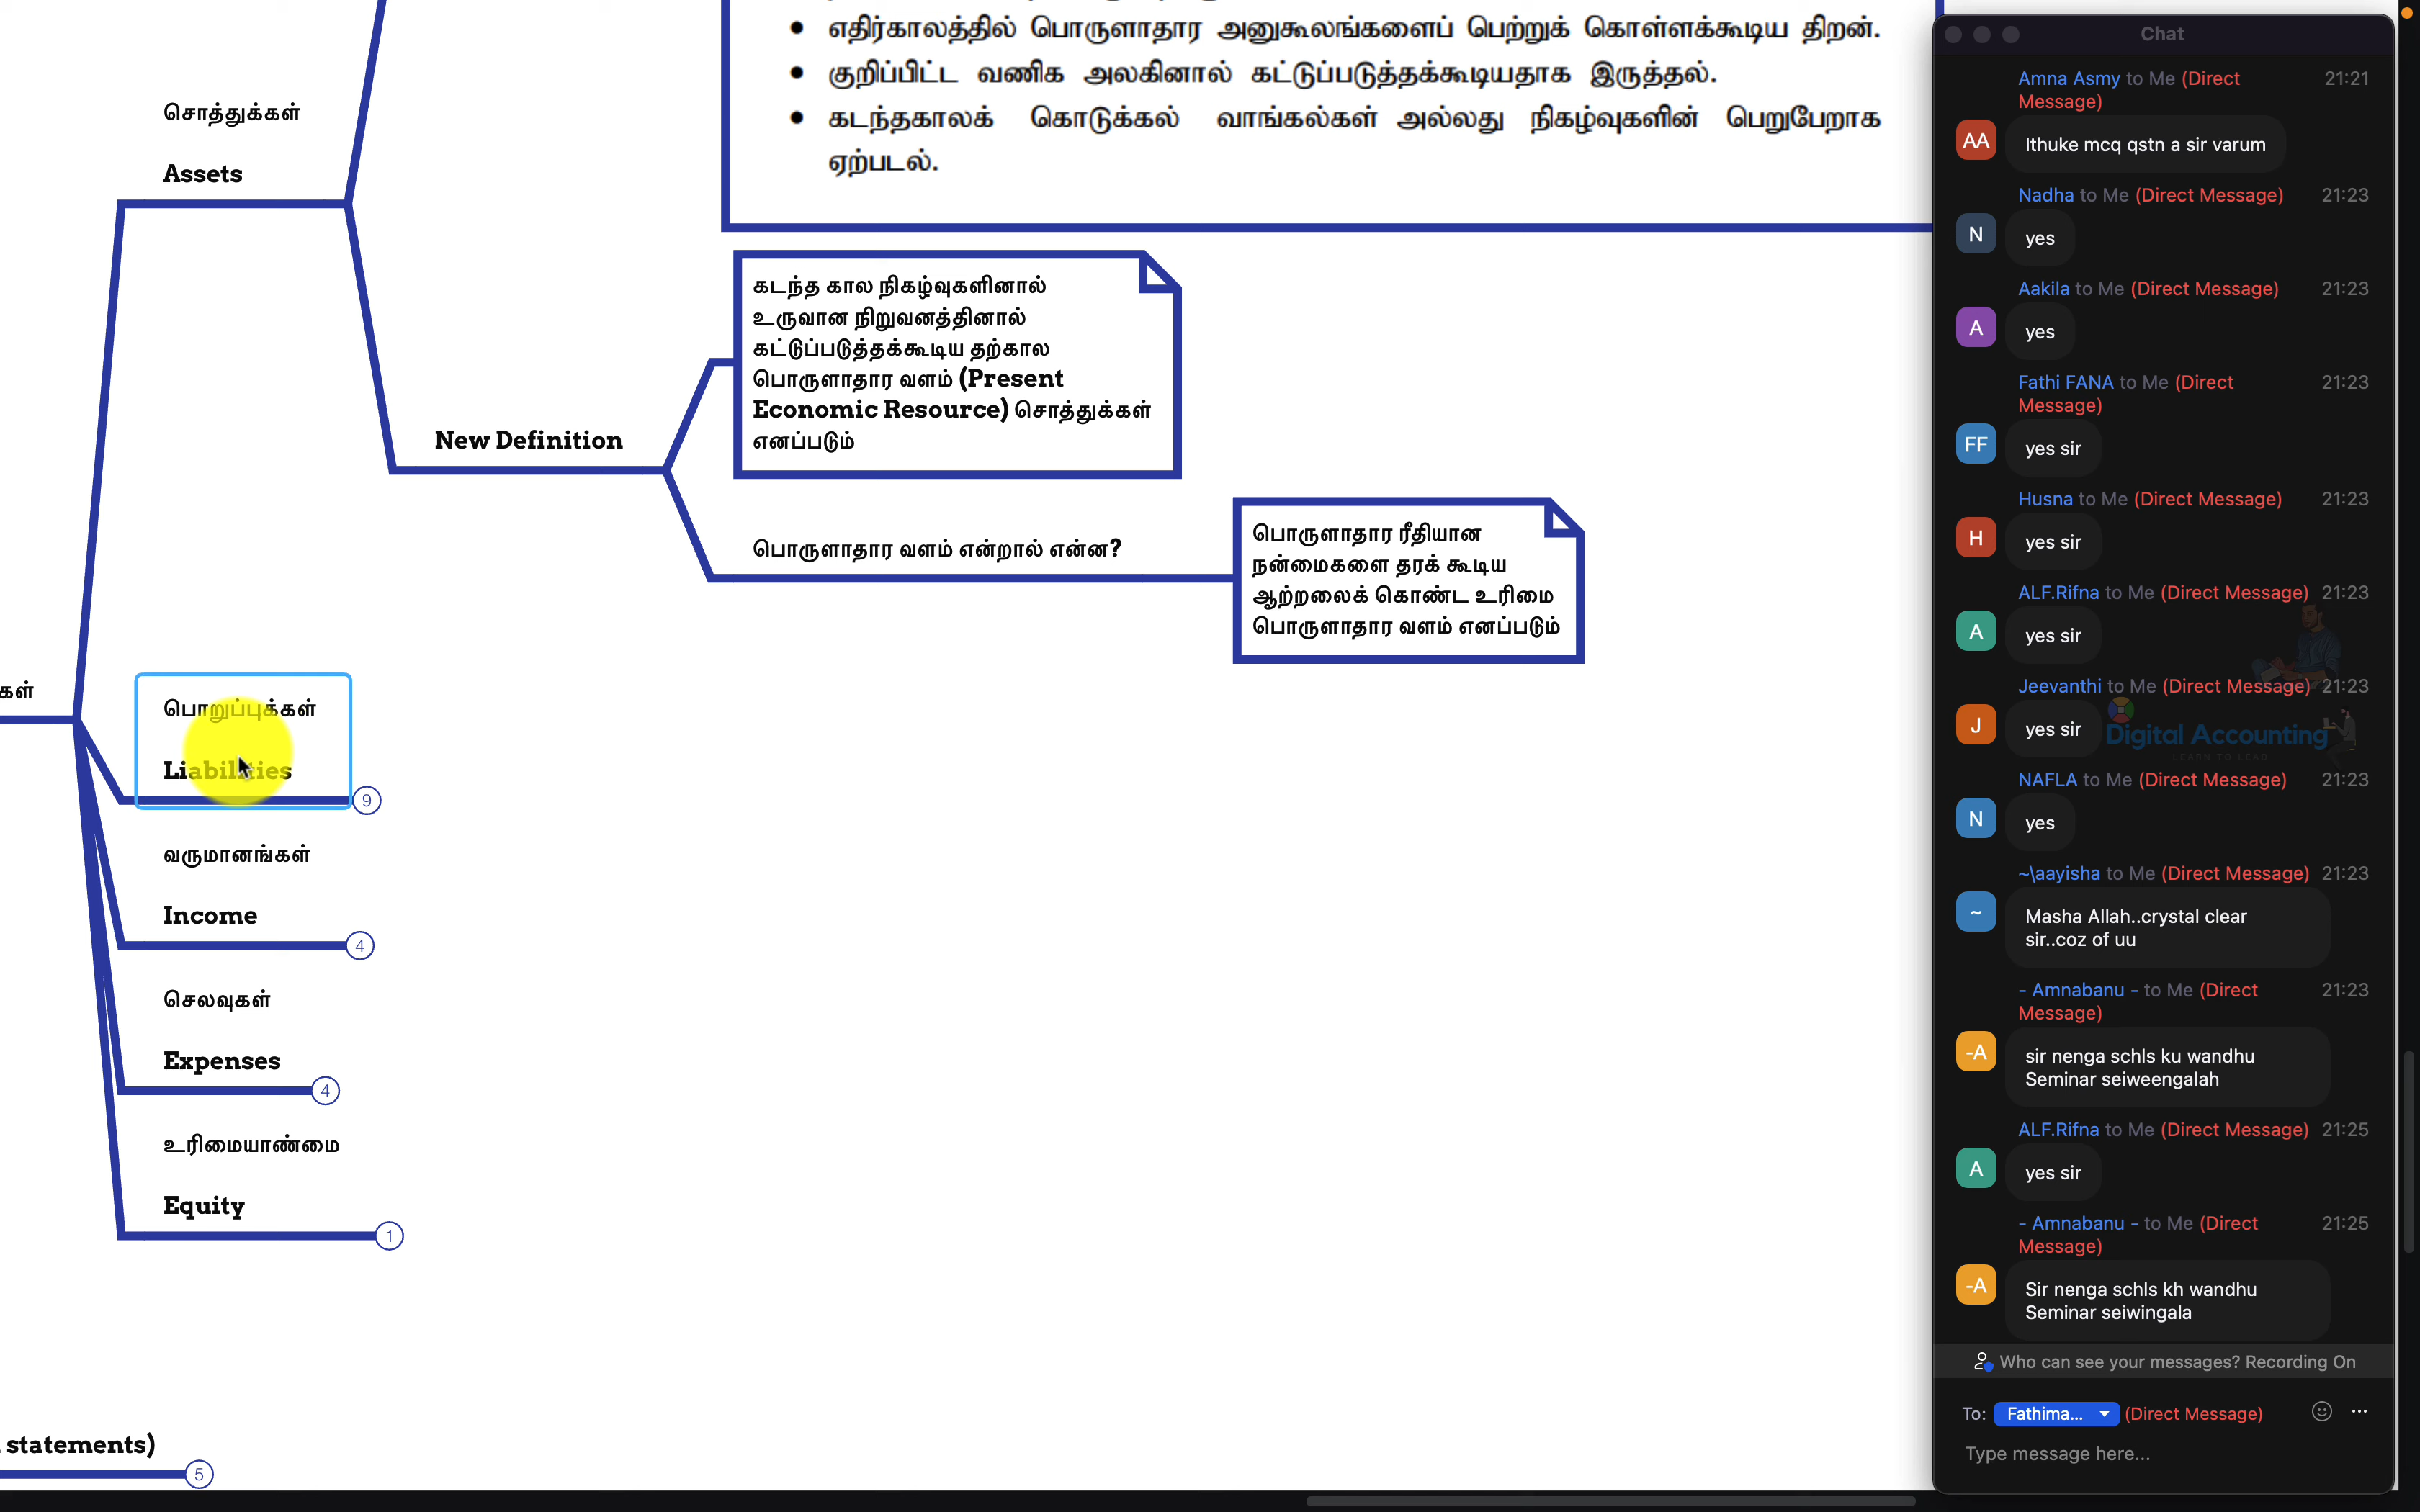 எதிர்காலத்தில் பொருளாதார அனுகூலங்களைப் பெற்றுக் கொள்ளக்கூடிய திறன்.
குறிப்பிட்ட வணிக அலகினால் கட்டுப்படுத்தக்கூடியதாக இருத்தல்.
கடந்தகாலக் கொடுக்கல் வாங்கல்கள் அல்லது நிகழ்வுகளின் பெறுபேறாக
ஏற்படல்.
சொத்துக்கள்
Assets
New Definition
கடந்த கால நிகழ்வுகளினால்
உருவான நிறுவனத்தினால்
கட்டுப்படுத்தக்கூடிய தற்கால
பொருளாதார வளம் (Present
Economic Resource) சொத்துக்கள்
எனப்படும்
பொருளாதார வளம் என்றால் என்ன?
பொருளாதார ரீதியான
நன்மைகளை தரக் கூடிய
ஆற்றலைக் கொண்ட உரிமை
பொருளாதார வளம் எனப்படும்
கள்
பொறுப்புக்கள்
Liabilities
9
வருமானங்கள்
Income
4
செலவுகள்
Expenses
4
உரிமையாண்மை
Equity
1
statements)
5
Chat
Amna Asmy to Me (Direct
Message)
21:21
AA
Ithuke mcq qstn a sir varum
Nadha to Me (Direct Message) 21:23
N
yes
Aakila to Me (Direct Message) 21:23
A
yes
Fathi FANA to Me (Direct
Message)
21:23
FF
yes sir
Husna to Me (Direct Message) 21:23
H
yes sir
ALF.Rifna to Me (Direct Message) 21:23
A
yes sir
Jeevanthi to Me (Direct Message) 21:23
J
yes sir
Digital Accounting
LEARN TO LEAD
NAFLA to Me (Direct Message) 21:23
N
yes
~\aayisha to Me (Direct Message) 21:23
~
Masha Allah..crystal clear
sir..coz of uu
- Amnabanu - to Me (Direct
Message)
21:23
-A
sir nenga schls ku wandhu
Seminar seiweengalah
ALF.Rifna to Me (Direct Message) 21:25
A
yes sir
- Amnabanu - to Me (Direct
Message)
21:25
-A
Sir nenga schls kh wandhu
Seminar seiwingala
Who can see your messages? Recording On
To: Fathima... (Direct Message)
Type message here...